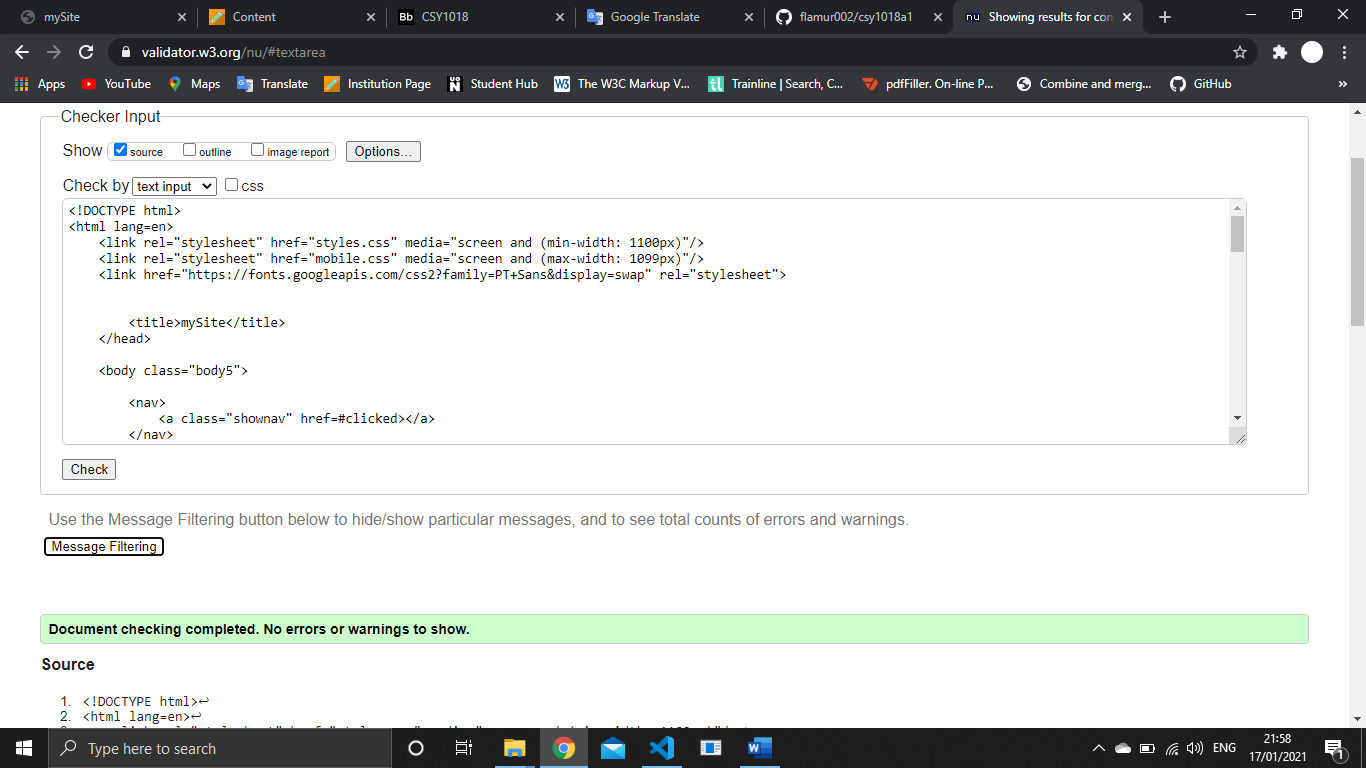 mySite
Content
CSY1018
Google Translate
flamur002/csy1018a1
Showing results for con
validator.w3.org/nu/#textarea
Apps
YouTube
Maps
Translate
Institution Page
Student Hub
The W3C Markup V...
Trainline | Search, C...
pdfFiller. On-line P...
Combine and merg...
GitHub
»
Checker Input
Show source outline image report Options...
Check by text input css
<!DOCTYPE html>
<html lang=en>
<link rel="stylesheet" href="styles.css" media="screen and (min-width: 1100px)"/>
<link rel="stylesheet" href="mobile.css" media="screen and (max-width: 1099px)"/>
<link href="https://fonts.googleapis.com/css2?family=PT+Sans&display=swap" rel="stylesheet">
<title>mySite</title>
</head>
<body class="body5">
<nav>
<a class="shownav" href=#clicked></a>
</nav>
Check
Use the Message Filtering button below to hide/show particular messages, and to see total counts of errors and warnings.
Message Filtering
Document checking completed. No errors or warnings to show.
Source
1. <!DOCTYPE html>↩
2. <html lang=en>↩
Type here to search
ENG
21:58
17/01/2021
1